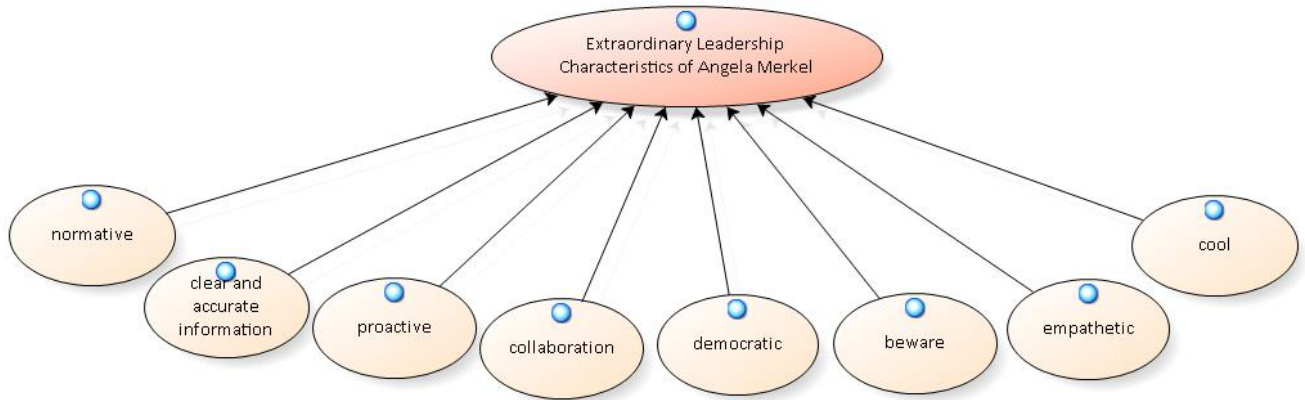 Extraordinary Leadership
Characteristics of Angela Merkel
normative
clear and
accurate
information
proactive
collaboration
democratic
beware
empathetic
cool